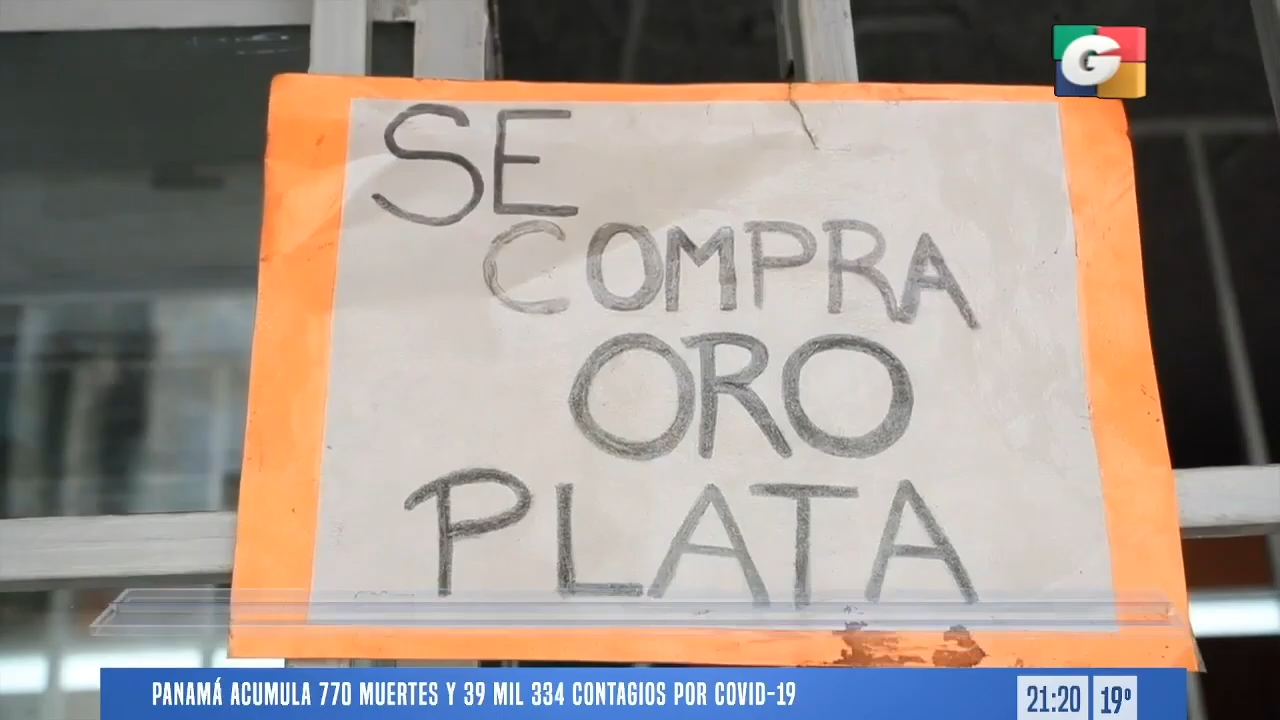 G
SE
COMPRA
ORO
PLATA
PANAMÁ ACUMULA 770 MUERTES Y 39 MIL 334 CONTAGIOS POR COVID-19
21:20 19°